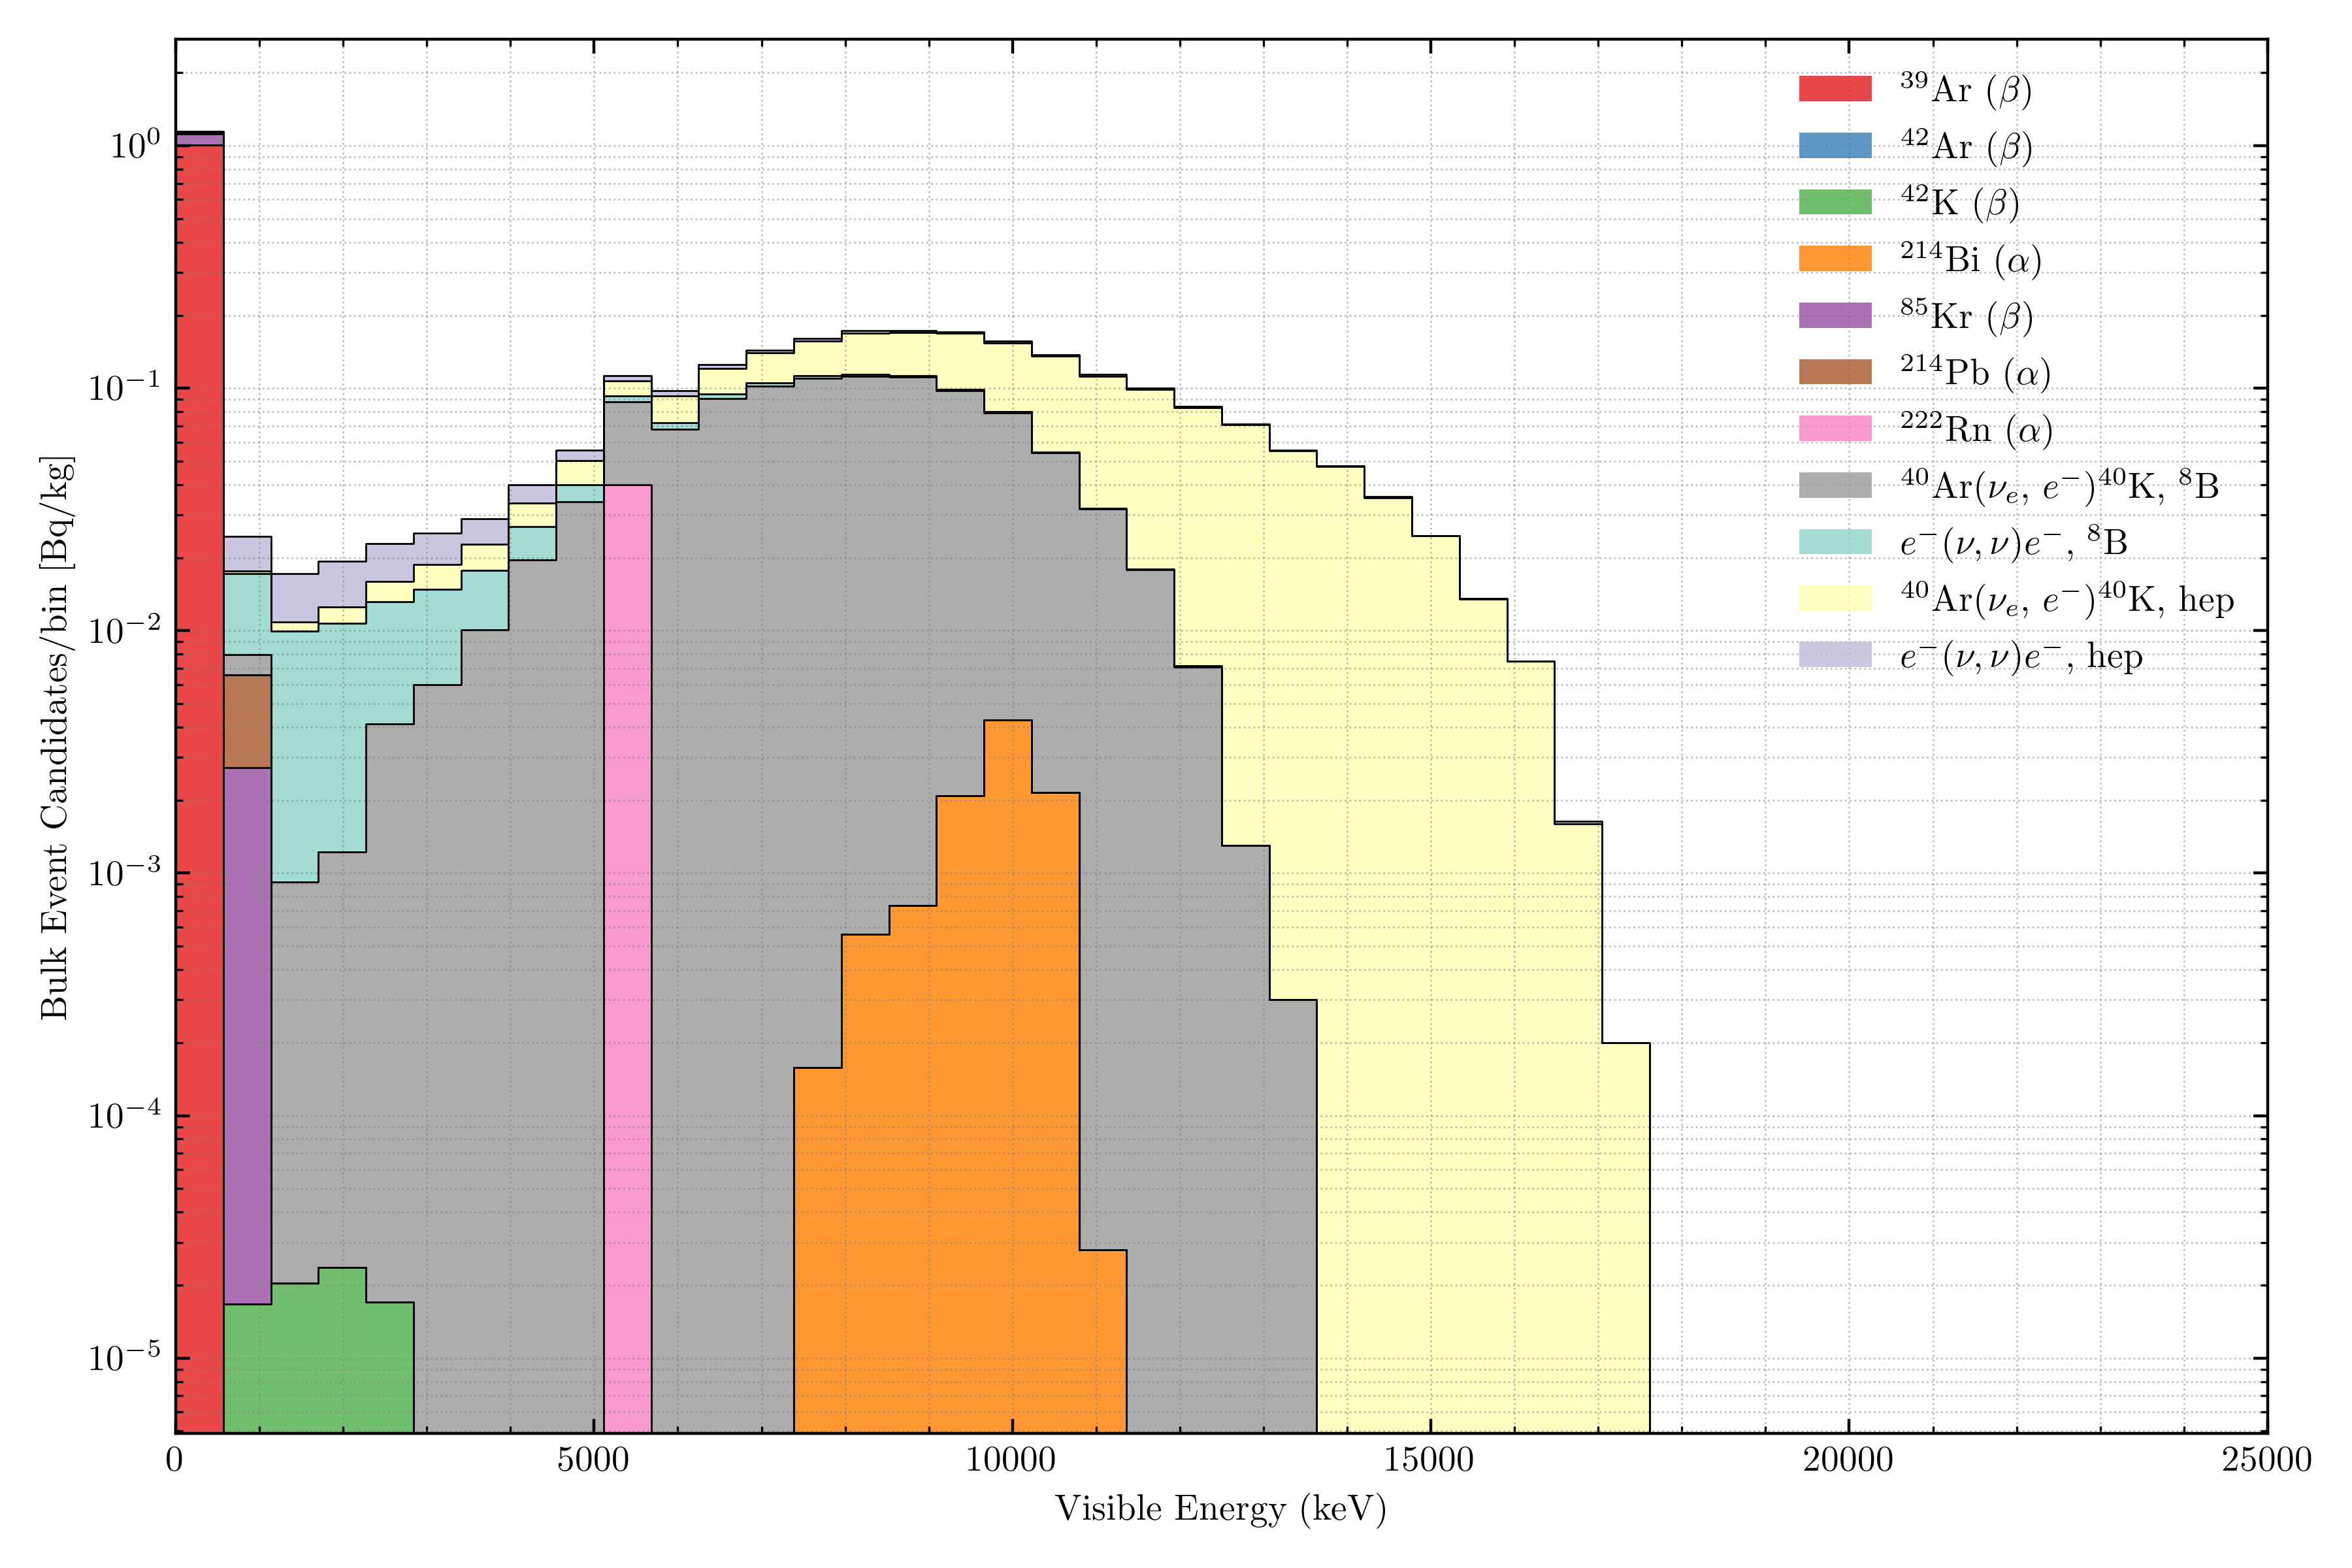 Bulk Event Candidates/bin [Bq/kg]
10⁰
10⁻¹
10⁻²
10⁻³
10⁻⁴
10⁻⁵
³⁹Ar (β)
⁴²Ar (β)
⁴²K (β)
²¹⁴Bi (α)
⁸⁵Kr (β)
²¹⁴Pb (α)
²²²Rn (α)
⁴⁰Ar(νₑ, e⁻)⁴⁰K, ⁸B
e⁻(ν, ν)e⁻, ⁸B
⁴⁰Ar(νₑ, e⁻)⁴⁰K, hep
e⁻(ν, ν)e⁻, hep
0 5000 10000 15000 20000 25000
Visible Energy (keV)